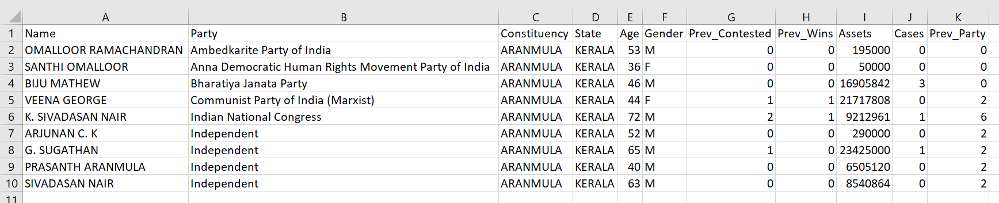 A B C D E F G H I J K
1 Name Party Constituency State Age Gender Prev_Contested Prev_Wins Assets Cases Prev_Party
2 OMALLOOR RAMACHANDRAN Ambedkarite Party of India ARANMULA KERALA 53 M 0 0 195000 0 0
3 SANTHI OMALLOOR Anna Democratic Human Rights Movement Party of India ARANMULA KERALA 36 F 0 0 50000 0 0
4 BIJU MATHEW Bharatiya Janata Party ARANMULA KERALA 46 M 0 0 16905842 3 0
5 VEENA GEORGE Communist Party of India (Marxist) ARANMULA KERALA 44 F 1 1 21717808 0 2
6 K. SIVADASAN NAIR Indian National Congress ARANMULA KERALA 72 M 2 1 9212961 1 6
7 ARJUNAN C. K Independent ARANMULA KERALA 52 M 0 0 290000 0 2
8 G. SUGATHAN Independent ARANMULA KERALA 65 M 1 0 23425000 1 2
9 PRASANTH ARANMULA Independent ARANMULA KERALA 40 M 0 0 6505120 0 2
10 SIVADASAN NAIR Independent ARANMULA KERALA 63 M 0 0 8540864 0 2
11